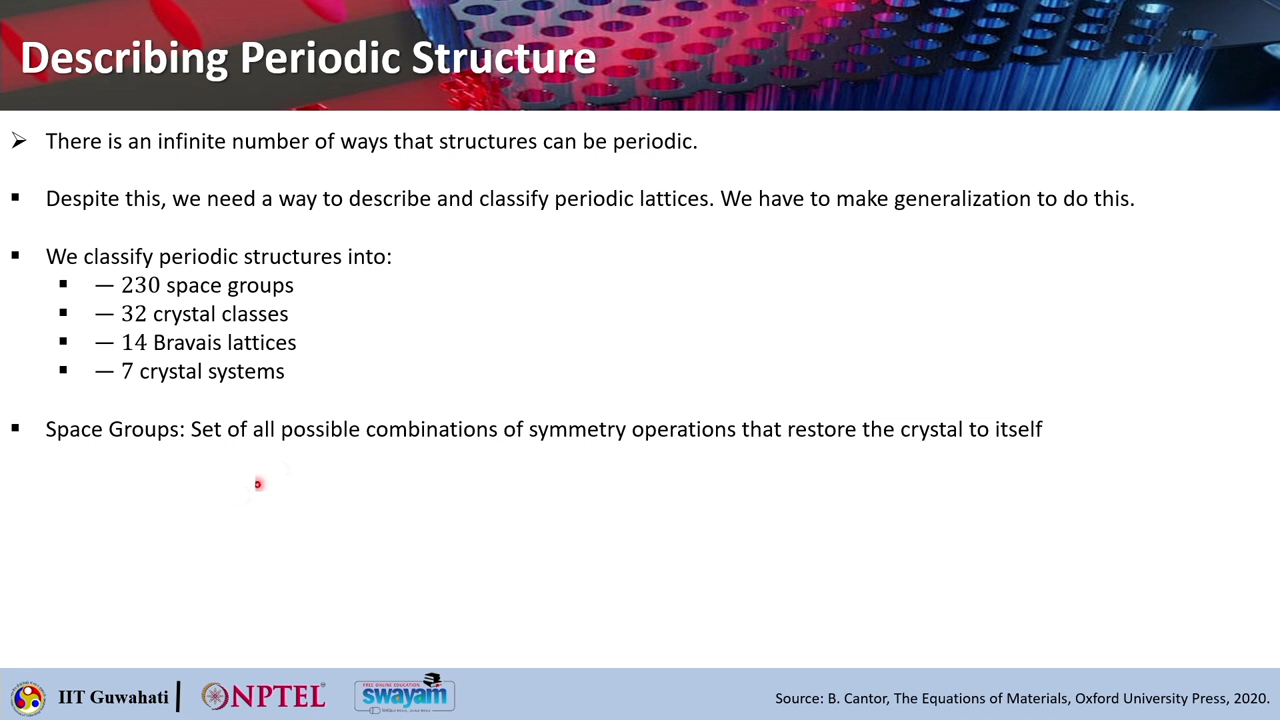 Describing Periodic Structure
➢ There is an infinite number of ways that structures can be periodic.
▪ Despite this, we need a way to describe and classify periodic lattices. We have to make generalization to do this.
▪ We classify periodic structures into:
▪ — 230 space groups
▪ — 32 crystal classes
▪ — 14 Bravais lattices
▪ — 7 crystal systems
▪ Space Groups: Set of all possible combinations of symmetry operations that restore the crystal to itself
IIT Guwahati
NPTEL
FREE ONLINE EDUCATION
swayam
Source: B. Cantor, The Equations of Materials, Oxford University Press, 2020.